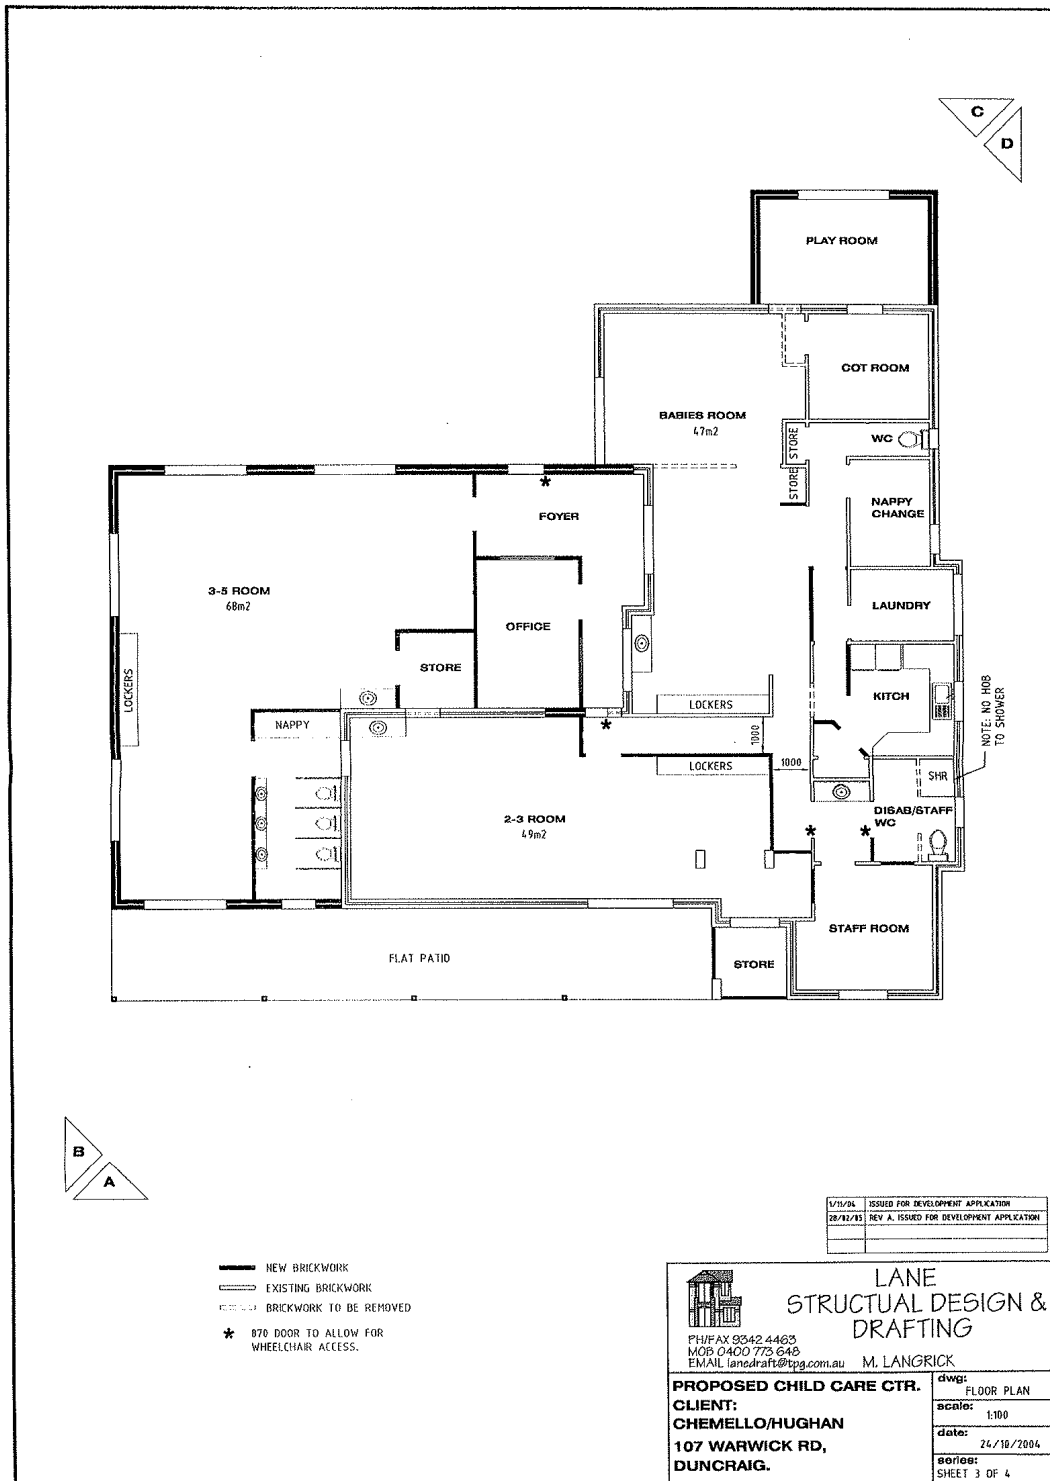 C
D
PLAY ROOM
COT ROOM
BABIES ROOM
47m2
STORE
WC
STORE
NAPPY
CHANGE
*
FOYER
3-5 ROOM
68m2
OFFICE
LAUNDRY
STORE
LOCKERS
KITCH
LOCKERS
NOTE: NO HOB
TO SHOWER
NAPPY
*
1000
LOCKERS
1000
SHR
2-3 ROOM
49m2
DISAB/STAFF
WC
*
*
STAFF ROOM
FLAT PATIO
STORE
B
A
1/11/04 ISSUED FOR DEVELOPMENT APPLICATION
28/02/05 REV A. ISSUED FOR DEVELOPMENT APPLICATION
NEW BRICKWORK
EXISTING BRICKWORK
BRICKWORK TO BE REMOVED
* 870 DOOR TO ALLOW FOR
WHEELCHAIR ACCESS.
LANE
STRUCTUAL DESIGN &
DRAFTING
PH/FAX 9342 4463
MOB 0400 773 648
EMAIL lanedraft@tpg.com.au M. LANGRICK
PROPOSED CHILD CARE CTR.
CLIENT:
CHEMELLO/HUGHAN
107 WARWICK RD,
DUNCRAIG.
dwg:
FLOOR PLAN
scale:
1:100
date:
24/10/2004
series:
SHEET 3 OF 4